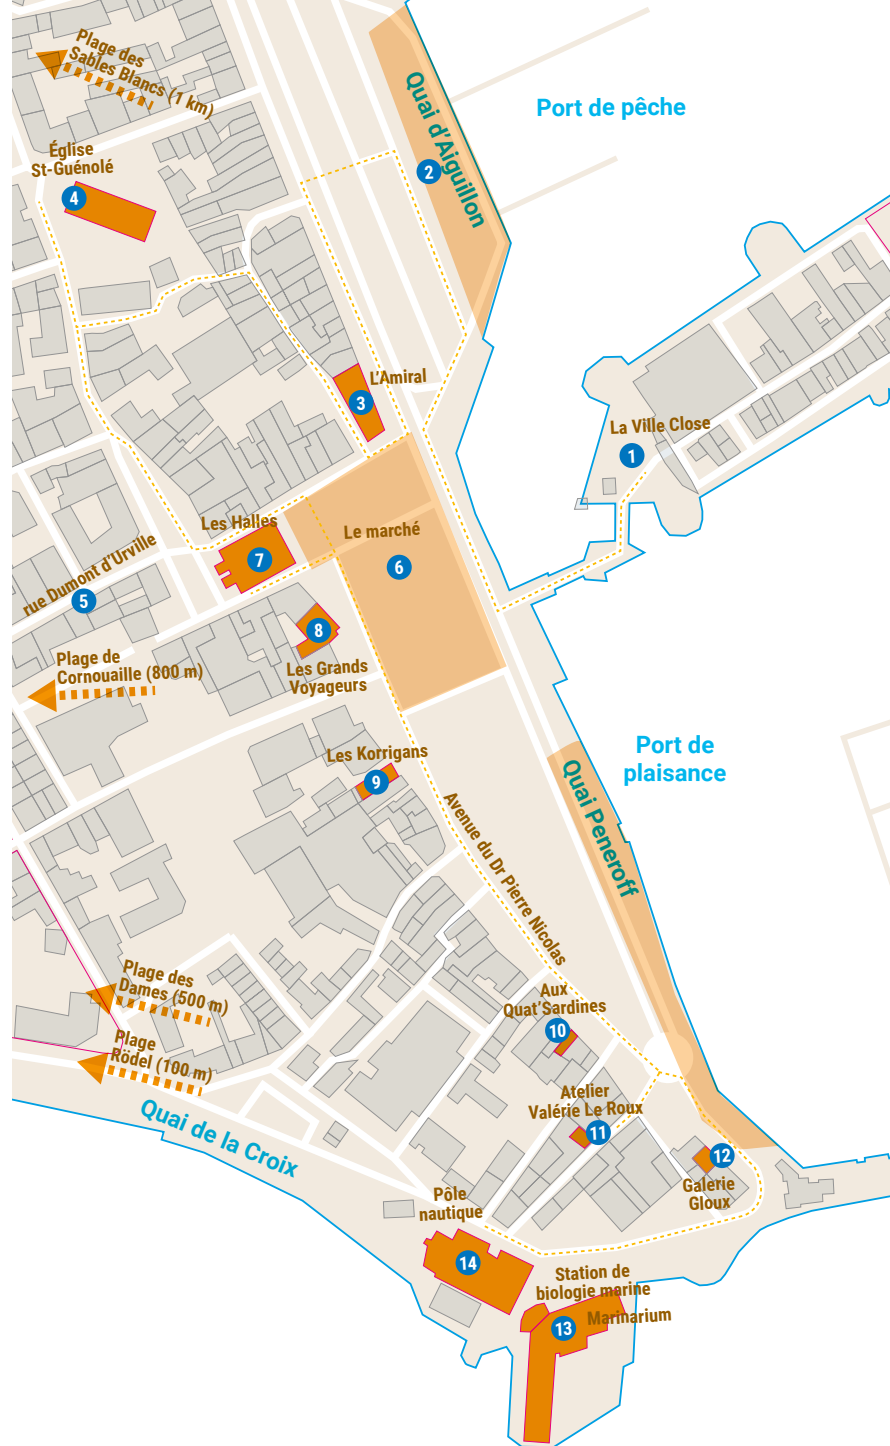 Plage des
Sables Blancs (1 km)
Port de pêche
Quai d'Aiguillon
Église
St-Guénolé
2
4
L'Amiral
3
La Ville Close
1
Les Halles
Le marché
7
6
rue Dumont d'Urville
5
8
Plage de
Cornouaille (800 m)
Les Grands
Voyageurs
Port de
plaisance
Les Korrigans
9
Quai Peneroff
Avenue du Dr Pierre Nicolas
Plage des
Dames (500 m)
Aux
Quat'Sardines
10
Plage
Rödel (100 m)
Atelier
Valérie Le Roux
11
Quai de la Croix
12
Galerie
Gloux
Pôle
nautique
14
Station de
biologie marine
Marinarium
13